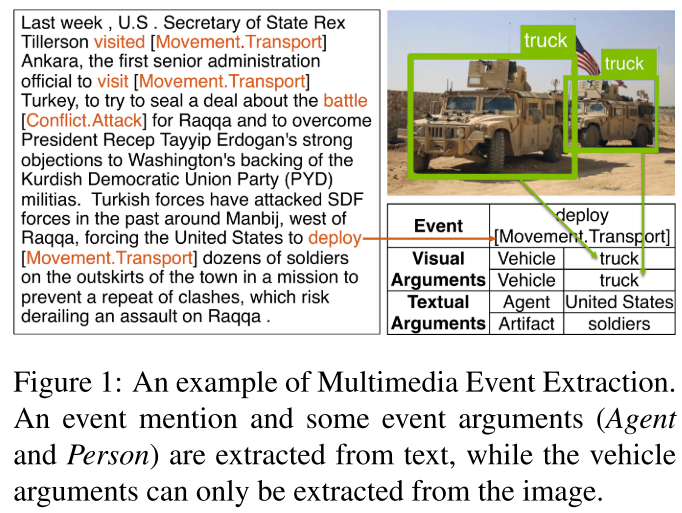 Last week , U.S . Secretary of State Rex
Tillerson visited [Movement.Transport]
Ankara, the first senior administration
official to visit [Movement.Transport]
Turkey, to try to seal a deal about the battle
[Conflict.Attack] for Raqqa and to overcome
President Recep Tayyip Erdogan's strong
objections to Washington's backing of the
Kurdish Democratic Union Party (PYD)
militias.  Turkish forces have attacked SDF
forces in the past around Manbij, west of
Raqqa, forcing the United States to deploy
[Movement.Transport] dozens of soldiers
on the outskirts of the town in a mission to
prevent a repeat of clashes, which risk
derailing an assault on Raqqa .
truck
truck
Event deploy
[Movement.Transport]
Visual Arguments Vehicle truck
Vehicle truck
Textual Arguments Agent United States
Artifact soldiers
Figure 1: An example of Multimedia Event Extraction.
An event mention and some event arguments (Agent
and Person) are extracted from text, while the vehicle
arguments can only be extracted from the image.